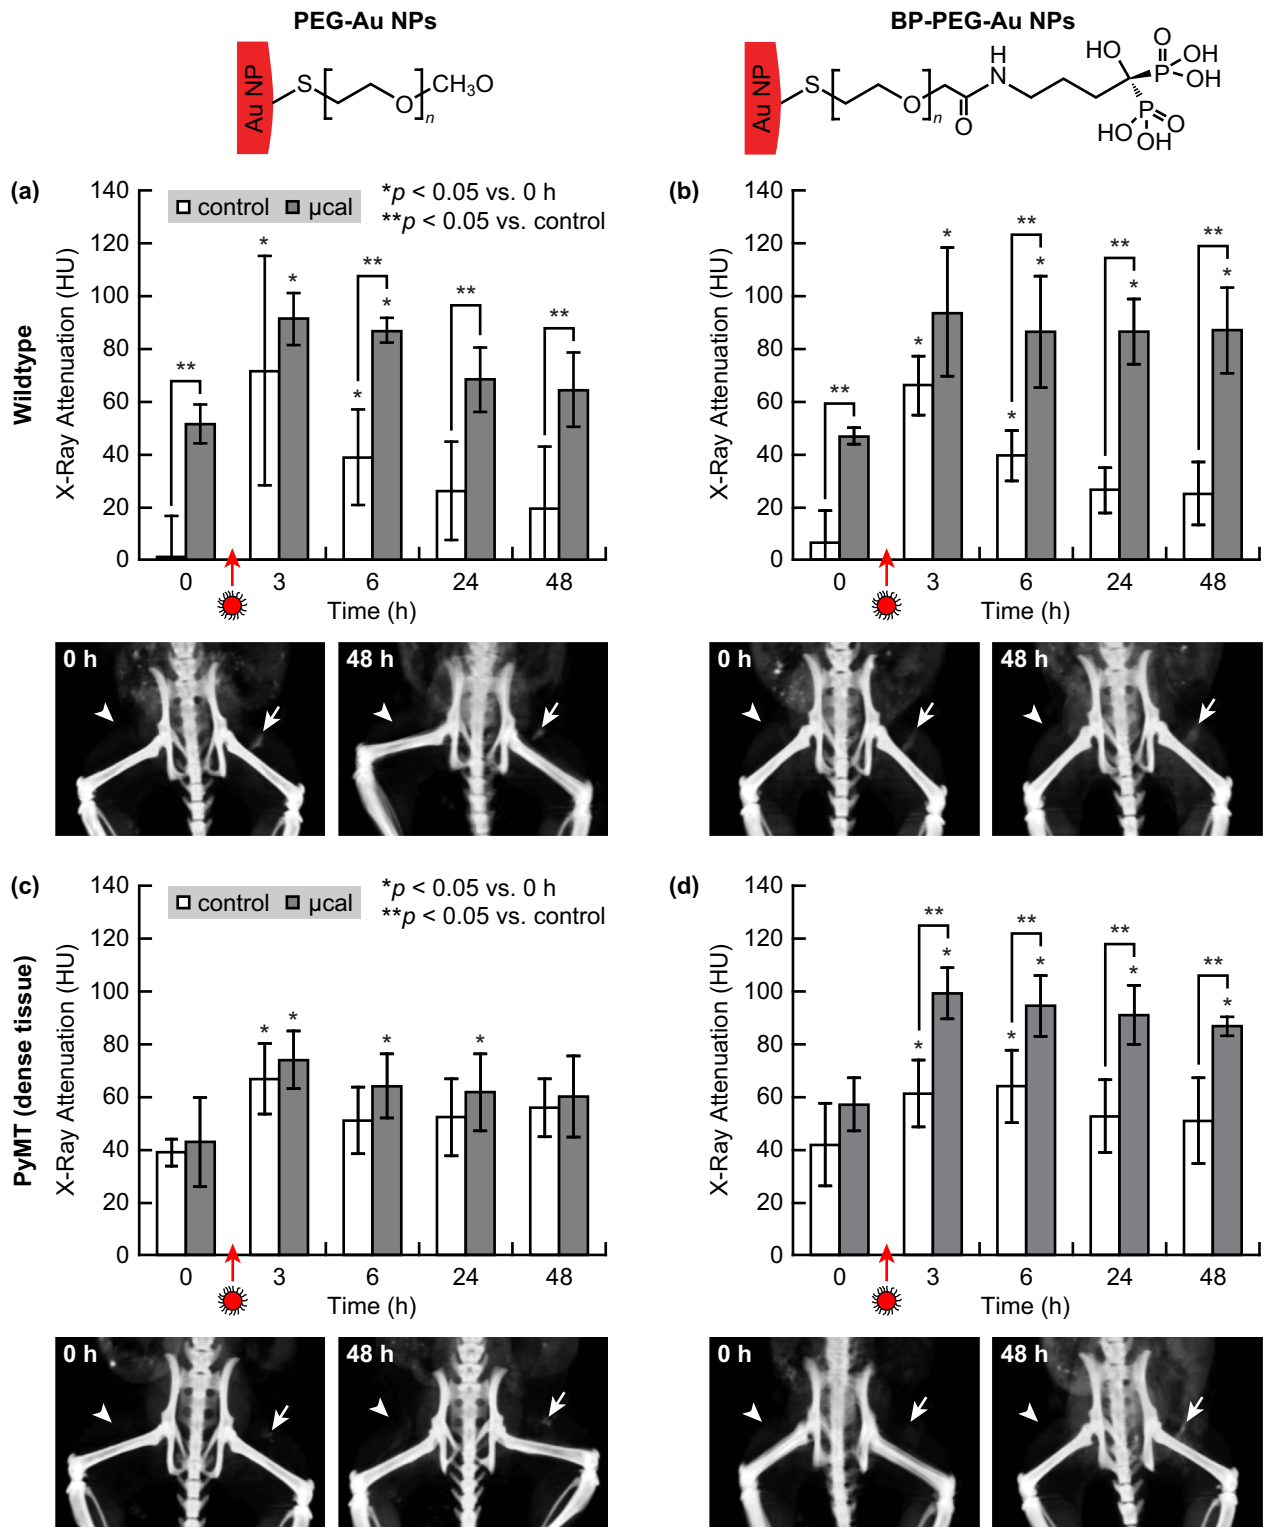 PEG-Au NPs
BP-PEG-Au NPs
Au NP
S
O
n
CH₃O
Au NP
S
O
n
O
H
N
HO
O
P
OH
OH
P
O
HO
OH
(a)
Wildtype
X-Ray Attenuation (HU)
140
120
100
80
60
40
20
0
control
µcal
*p < 0.05 vs. 0 h
**p < 0.05 vs. control
**
*
*
*
**
*
**
**
0
3
6
24
48
Time (h)
0 h
48 h
(b)
X-Ray Attenuation (HU)
140
120
100
80
60
40
20
0
**
*
*
*
**
*
**
*
**
*
0
3
6
24
48
Time (h)
0 h
48 h
(c)
PyMT (dense tissue)
X-Ray Attenuation (HU)
140
120
100
80
60
40
20
0
control
µcal
*p < 0.05 vs. 0 h
**p < 0.05 vs. control
*
*
*
*
0
3
6
24
48
Time (h)
0 h
48 h
(d)
X-Ray Attenuation (HU)
140
120
100
80
60
40
20
0
*
**
*
*
**
*
**
*
**
*
0
3
6
24
48
Time (h)
0 h
48 h